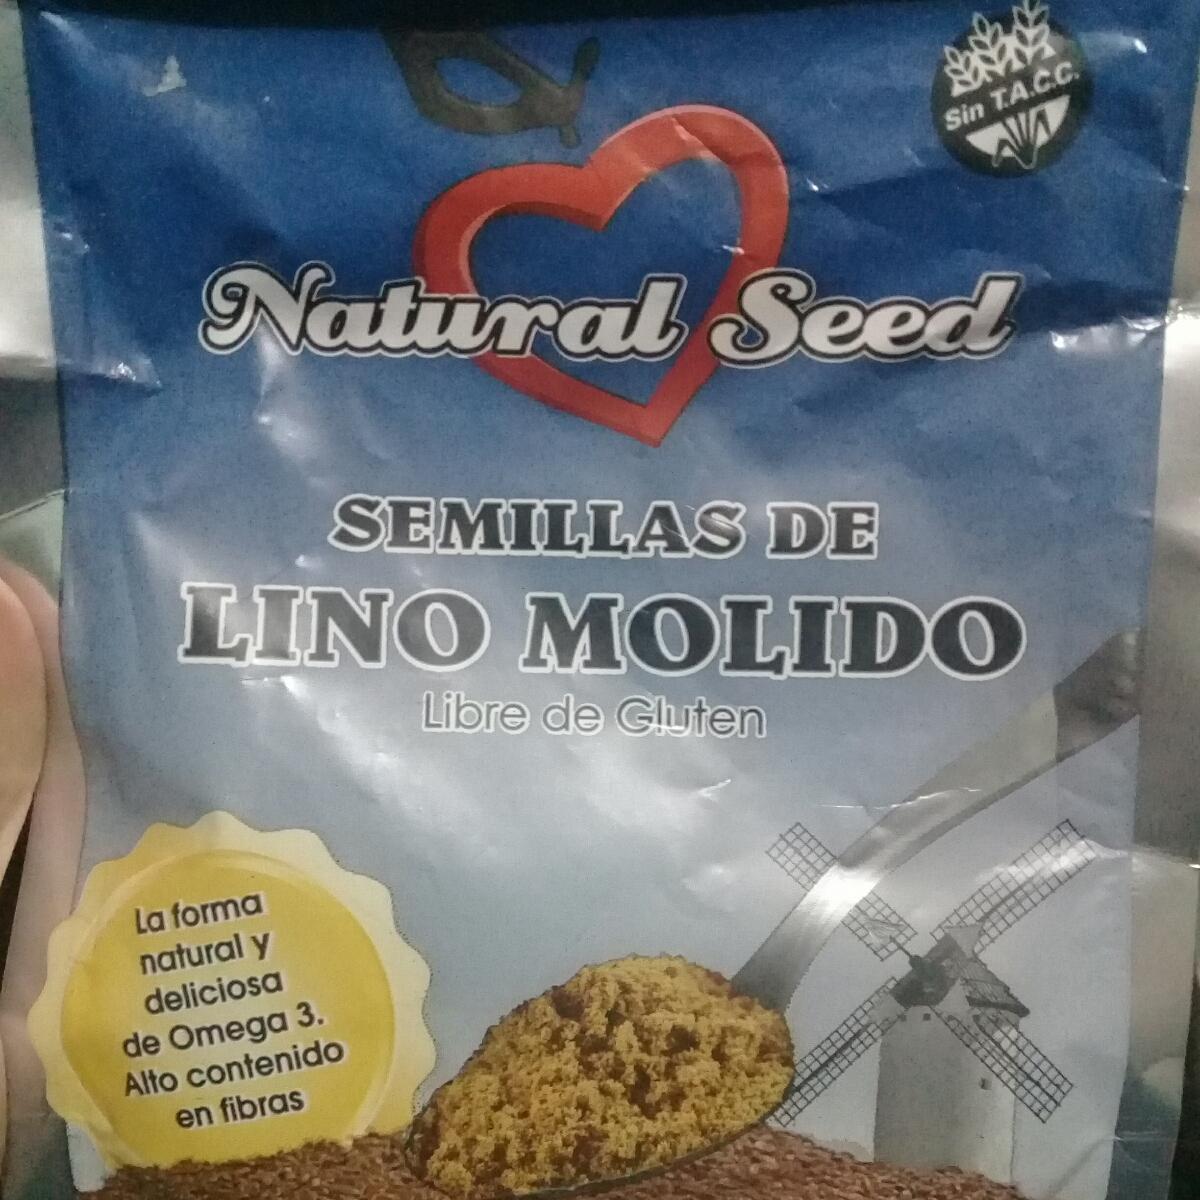 Sin T.A.C.C.
Natural Seed
SEMILLAS DE
LINO MOLIDO
Libre de Gluten
La forma
natural y
deliciosa
de Omega 3.
Alto contenido
en fibras